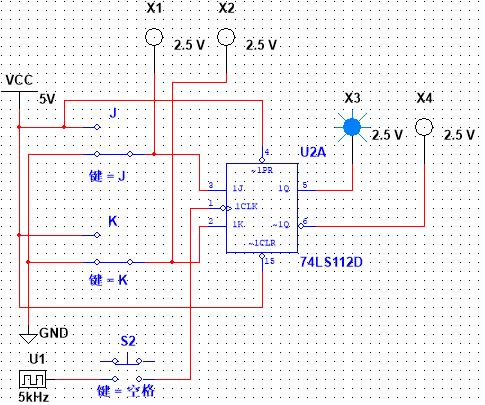 X1 X2
2.5 V 2.5 V
VCC
5V
X3 X4
J
2.5 V 2.5 V
4
U2A
~1PR
键 = J
3 1J 1Q 5
1 1CLK
K
2 1K ~1Q 6
~1CLR
15
74LS112D
键 = K
GND
S2
U1
键 = 空格
5kHz